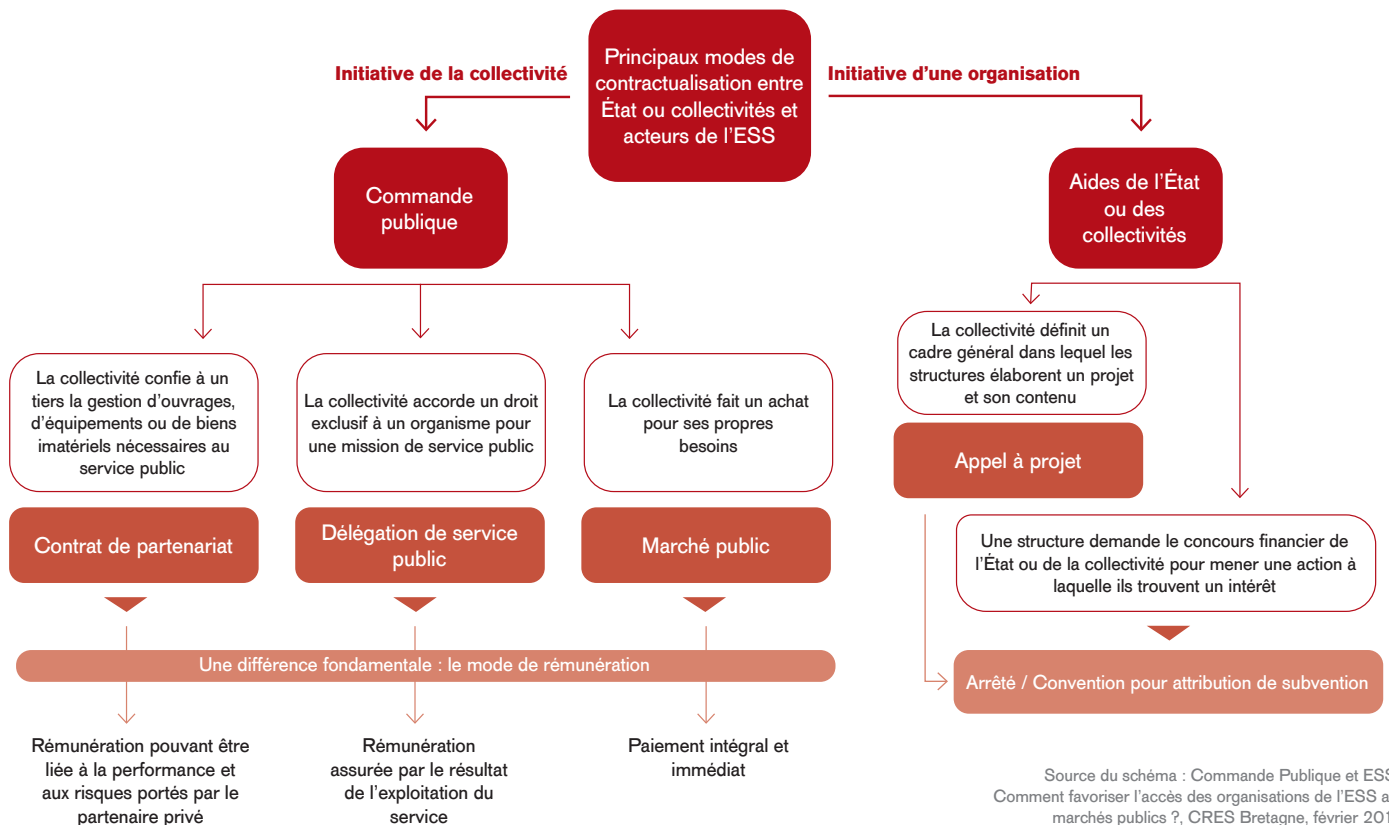 Principaux modes de
contractualisation entre
État ou collectivités et
acteurs de l'ESS
Initiative de la collectivité
Initiative d'une organisation
Commande
publique
Aides de l'État
ou des
collectivités
La collectivité confie à un
tiers la gestion d'ouvrages,
d'équipements ou de biens
imatériels nécessaires au
service public
Contrat de partenariat
La collectivité accorde un droit
exclusif à un organisme pour
une mission de service public
Délégation de service
public
La collectivité fait un achat
pour ses propres
besoins
Marché public
La collectivité définit un
cadre général dans lequel les
structures élaborent un projet
et son contenu
Appel à projet
Une structure demande le concours financier de
l'État ou de la collectivité pour mener une action à
laquelle ils trouvent un intérêt
Arrêté / Convention pour attribution de subvention
Une différence fondamentale : le mode de rémunération
Rémunération pouvant être
liée à la performance et
aux risques portés par le
partenaire privé
Rémunération
assurée par le résultat
de l'exploitation du
service
Paiement intégral et
immédiat
Source du schéma : Commande Publique et ESS
Comment favoriser l'accès des organisations de l'ESS a
marchés publics ?, CRES Bretagne, février 201